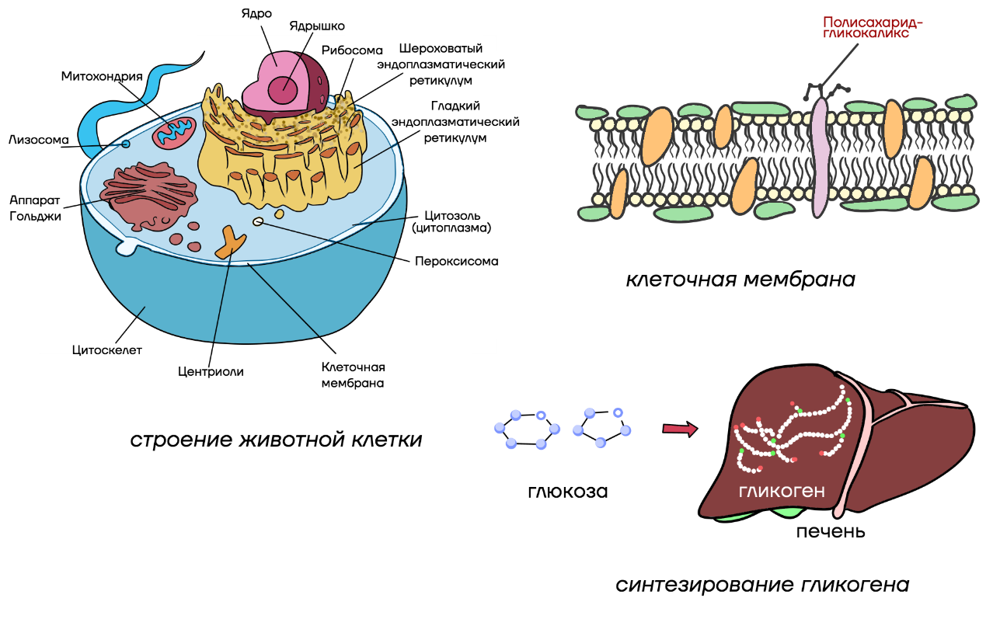 Ядро
Ядрышко
Рибосома
Шероховатый
эндоплазматический
ретикулум
Гладкий
эндоплазматический
ретикулум
Митохондрия
Лизосома
Аппарат
Гольджи
Цитозоль
(цитоплазма)
Пероксисома
Цитоскелет
Центриоли
Клеточная
мембрана
строение животной клетки
Полисахарид-
гликокаликс
клеточная мембрана
глюкоза
гликоген
печень
синтезирование гликогена